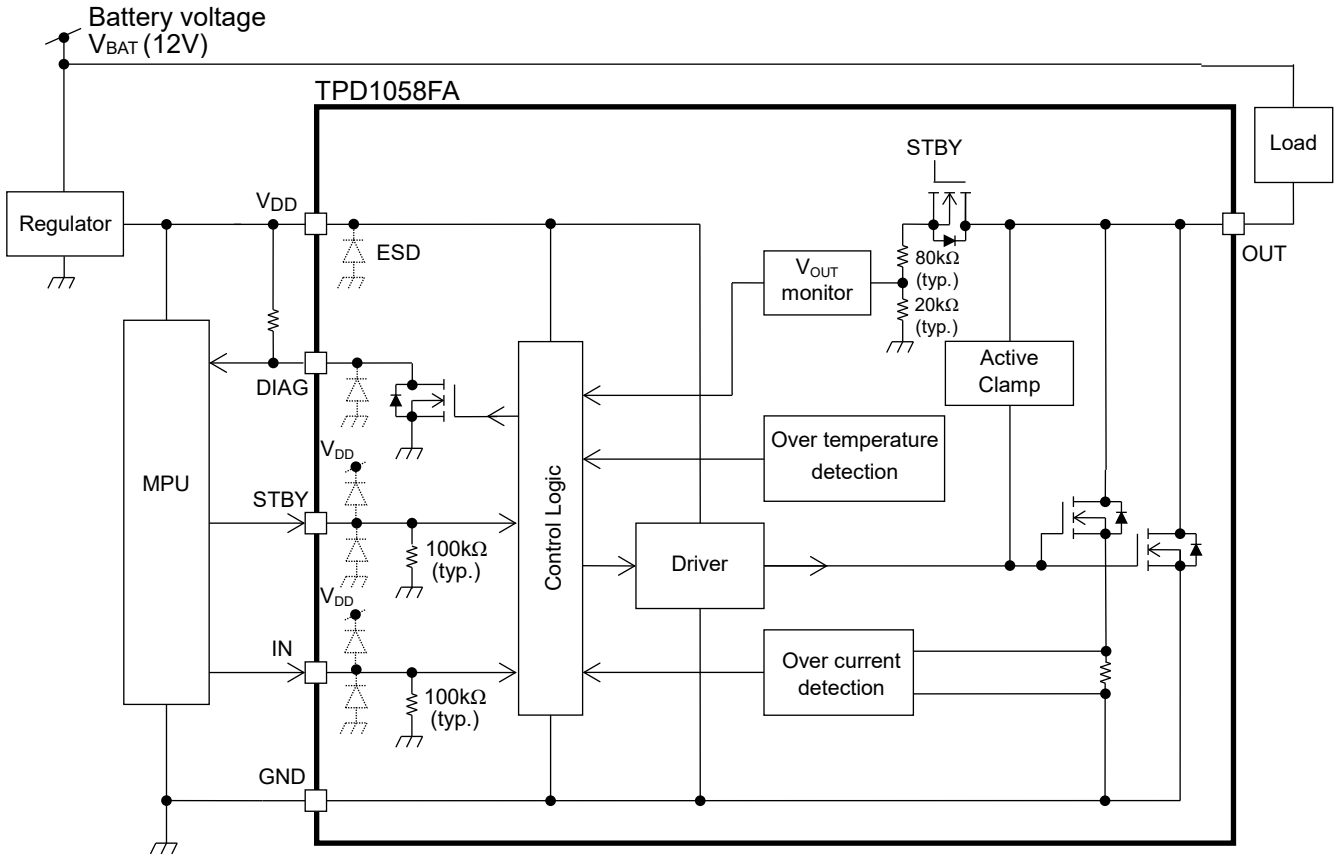 Battery voltage
VBAT (12V)
TPD1058FA
STBY
Load
Regulator
VDD
ESD
OUT
80kΩ
(typ.)
VOUT
monitor
20kΩ
(typ.)
Active
Clamp
DIAG
Over temperature
detection
MPU
VDD
STBY
100kΩ
(typ.)
Control Logic
Driver
VDD
IN
100kΩ
(typ.)
Over current
detection
GND